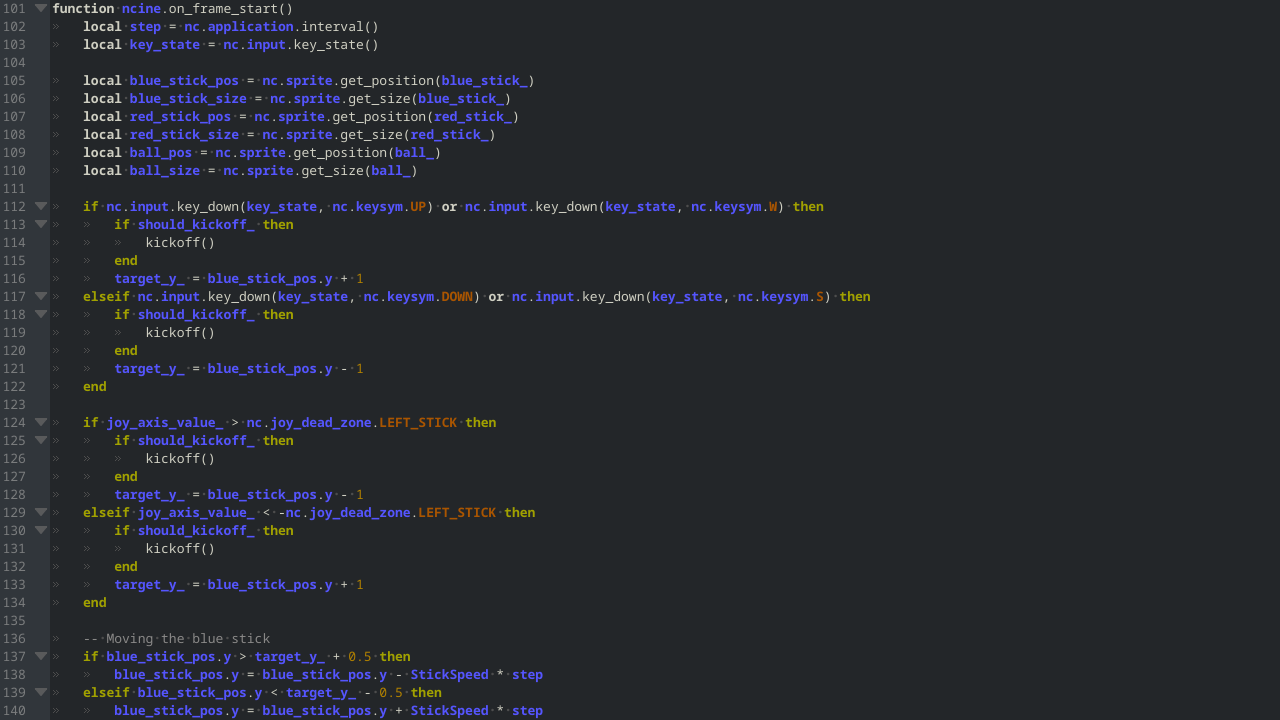 101 function ncine.on_frame_start()
102 local step = nc.application.interval()
103 local key_state = nc.input.key_state()
104
105 local blue_stick_pos = nc.sprite.get_position(blue_stick_)
106 local blue_stick_size = nc.sprite.get_size(blue_stick_)
107 local red_stick_pos = nc.sprite.get_position(red_stick_)
108 local red_stick_size = nc.sprite.get_size(red_stick_)
109 local ball_pos = nc.sprite.get_position(ball_)
110 local ball_size = nc.sprite.get_size(ball_)
111
112 if nc.input.key_down(key_state, nc.keysym.UP) or nc.input.key_down(key_state, nc.keysym.W) then
113 if should_kickoff_ then
114 kickoff()
115 end
116 target_y_ = blue_stick_pos.y + 1
117 elseif nc.input.key_down(key_state, nc.keysym.DOWN) or nc.input.key_down(key_state, nc.keysym.S) then
118 if should_kickoff_ then
119 kickoff()
120 end
121 target_y_ = blue_stick_pos.y - 1
122 end
123
124 if joy_axis_value_ > nc.joy_dead_zone.LEFT_STICK then
125 if should_kickoff_ then
126 kickoff()
127 end
128 target_y_ = blue_stick_pos.y - 1
129 elseif joy_axis_value_ < -nc.joy_dead_zone.LEFT_STICK then
130 if should_kickoff_ then
131 kickoff()
132 end
133 target_y_ = blue_stick_pos.y + 1
134 end
135
136 -- Moving the blue stick
137 if blue_stick_pos.y > target_y_ + 0.5 then
138 blue_stick_pos.y = blue_stick_pos.y - StickSpeed * step
139 elseif blue_stick_pos.y < target_y_ - 0.5 then
140 blue_stick_pos.y = blue_stick_pos.y + StickSpeed * step